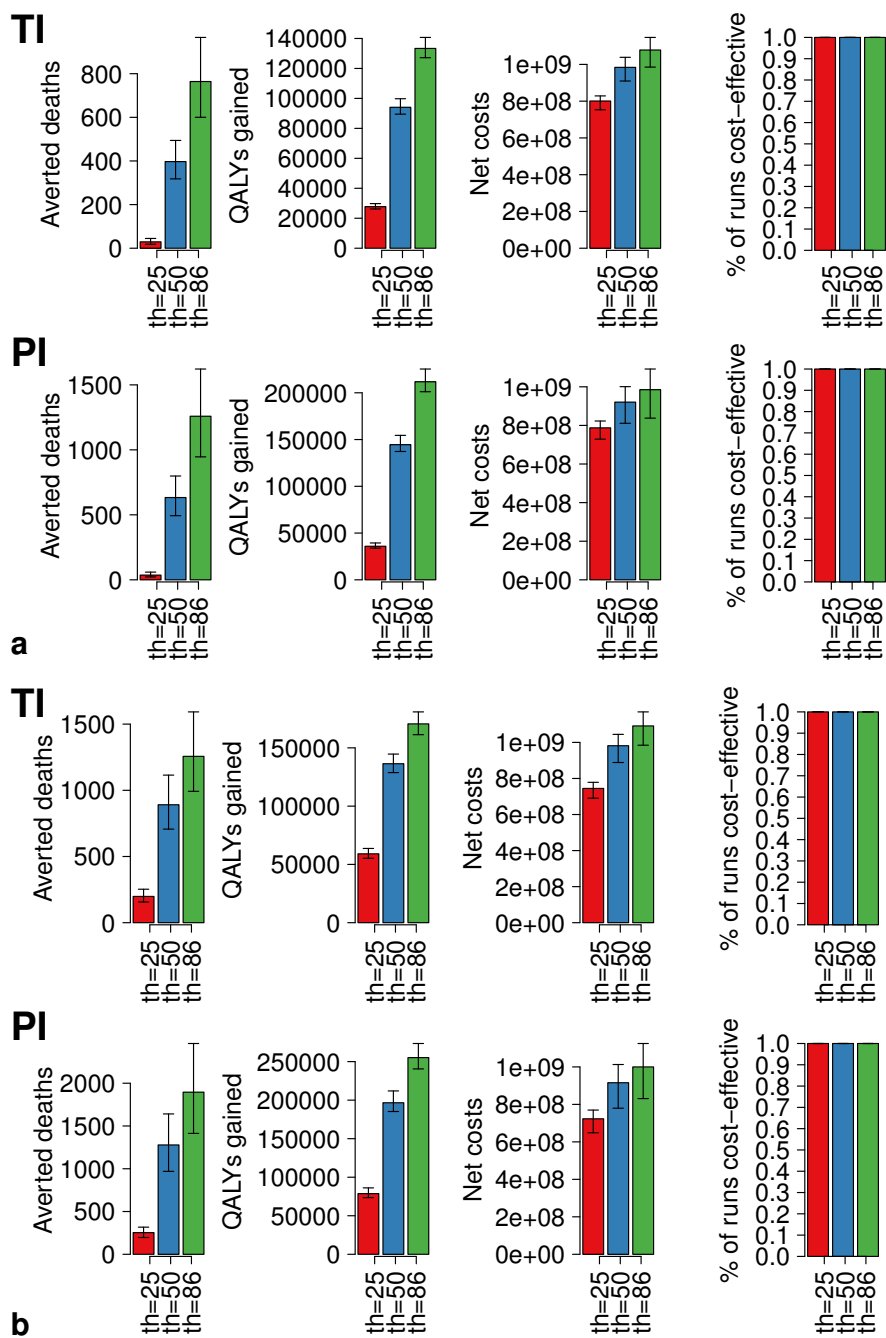 TI
Averted deaths
800
600
400
200
0
th=25
th=50
th=86
QALYs gained
140000
120000
100000
80000
60000
40000
20000
0
th=25
th=50
th=86
Net costs
1e+09
8e+08
6e+08
4e+08
2e+08
0e+00
th=25
th=50
th=86
% of runs cost−effective
1.0
0.9
0.8
0.7
0.6
0.5
0.4
0.3
0.2
0.1
0.0
th=25
th=50
th=86
PI
Averted deaths
1500
1000
500
0
th=25
th=50
th=86
QALYs gained
200000
150000
100000
50000
0
th=25
th=50
th=86
Net costs
1e+09
8e+08
6e+08
4e+08
2e+08
0e+00
th=25
th=50
th=86
% of runs cost−effective
1.0
0.9
0.8
0.7
0.6
0.5
0.4
0.3
0.2
0.1
0.0
th=25
th=50
th=86
a
TI
Averted deaths
1500
1000
500
0
th=25
th=50
th=86
QALYs gained
150000
100000
50000
0
th=25
th=50
th=86
Net costs
1e+09
8e+08
6e+08
4e+08
2e+08
0e+00
th=25
th=50
th=86
% of runs cost−effective
1.0
0.9
0.8
0.7
0.6
0.5
0.4
0.3
0.2
0.1
0.0
th=25
th=50
th=86
PI
Averted deaths
2000
1500
1000
500
0
th=25
th=50
th=86
QALYs gained
250000
200000
150000
100000
50000
0
th=25
th=50
th=86
Net costs
1e+09
8e+08
6e+08
4e+08
2e+08
0e+00
th=25
th=50
th=86
% of runs cost−effective
1.0
0.9
0.8
0.7
0.6
0.5
0.4
0.3
0.2
0.1
0.0
th=25
th=50
th=86
b